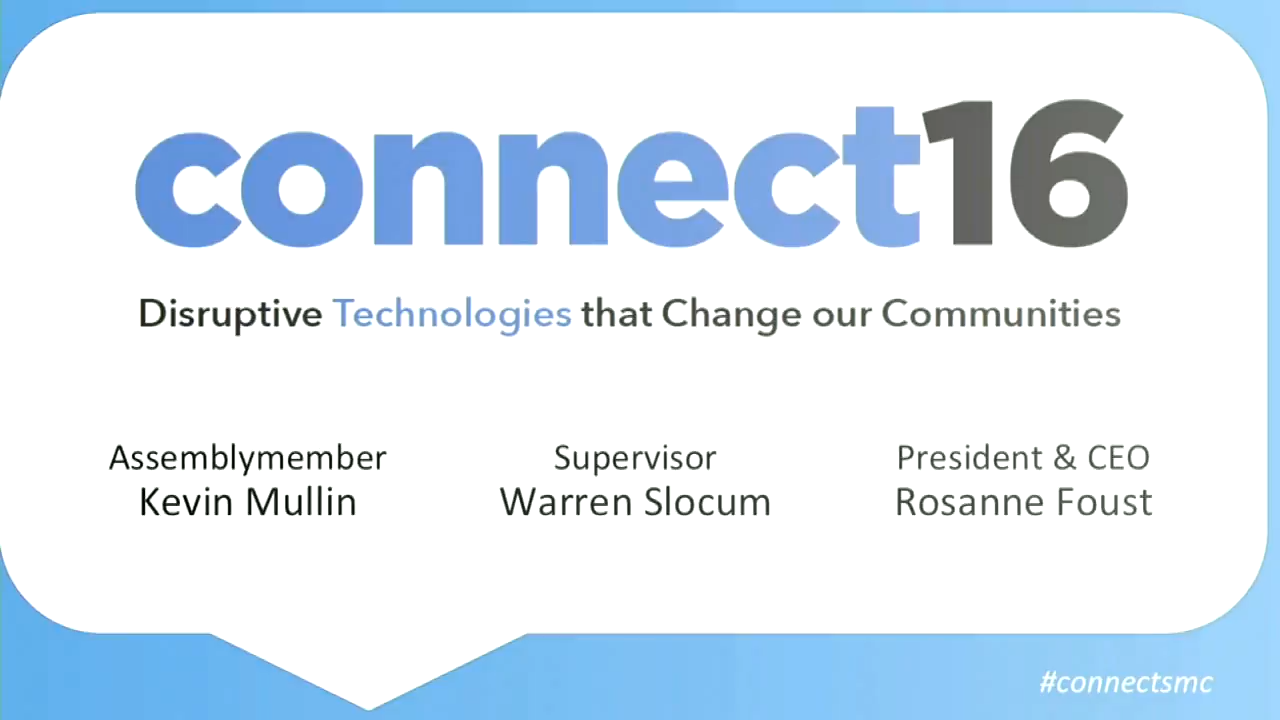 connect16
Disruptive Technologies that Change our Communities
Assemblymember
Kevin Mullin
Supervisor
Warren Slocum
President & CEO
Rosanne Foust
#connectsmc